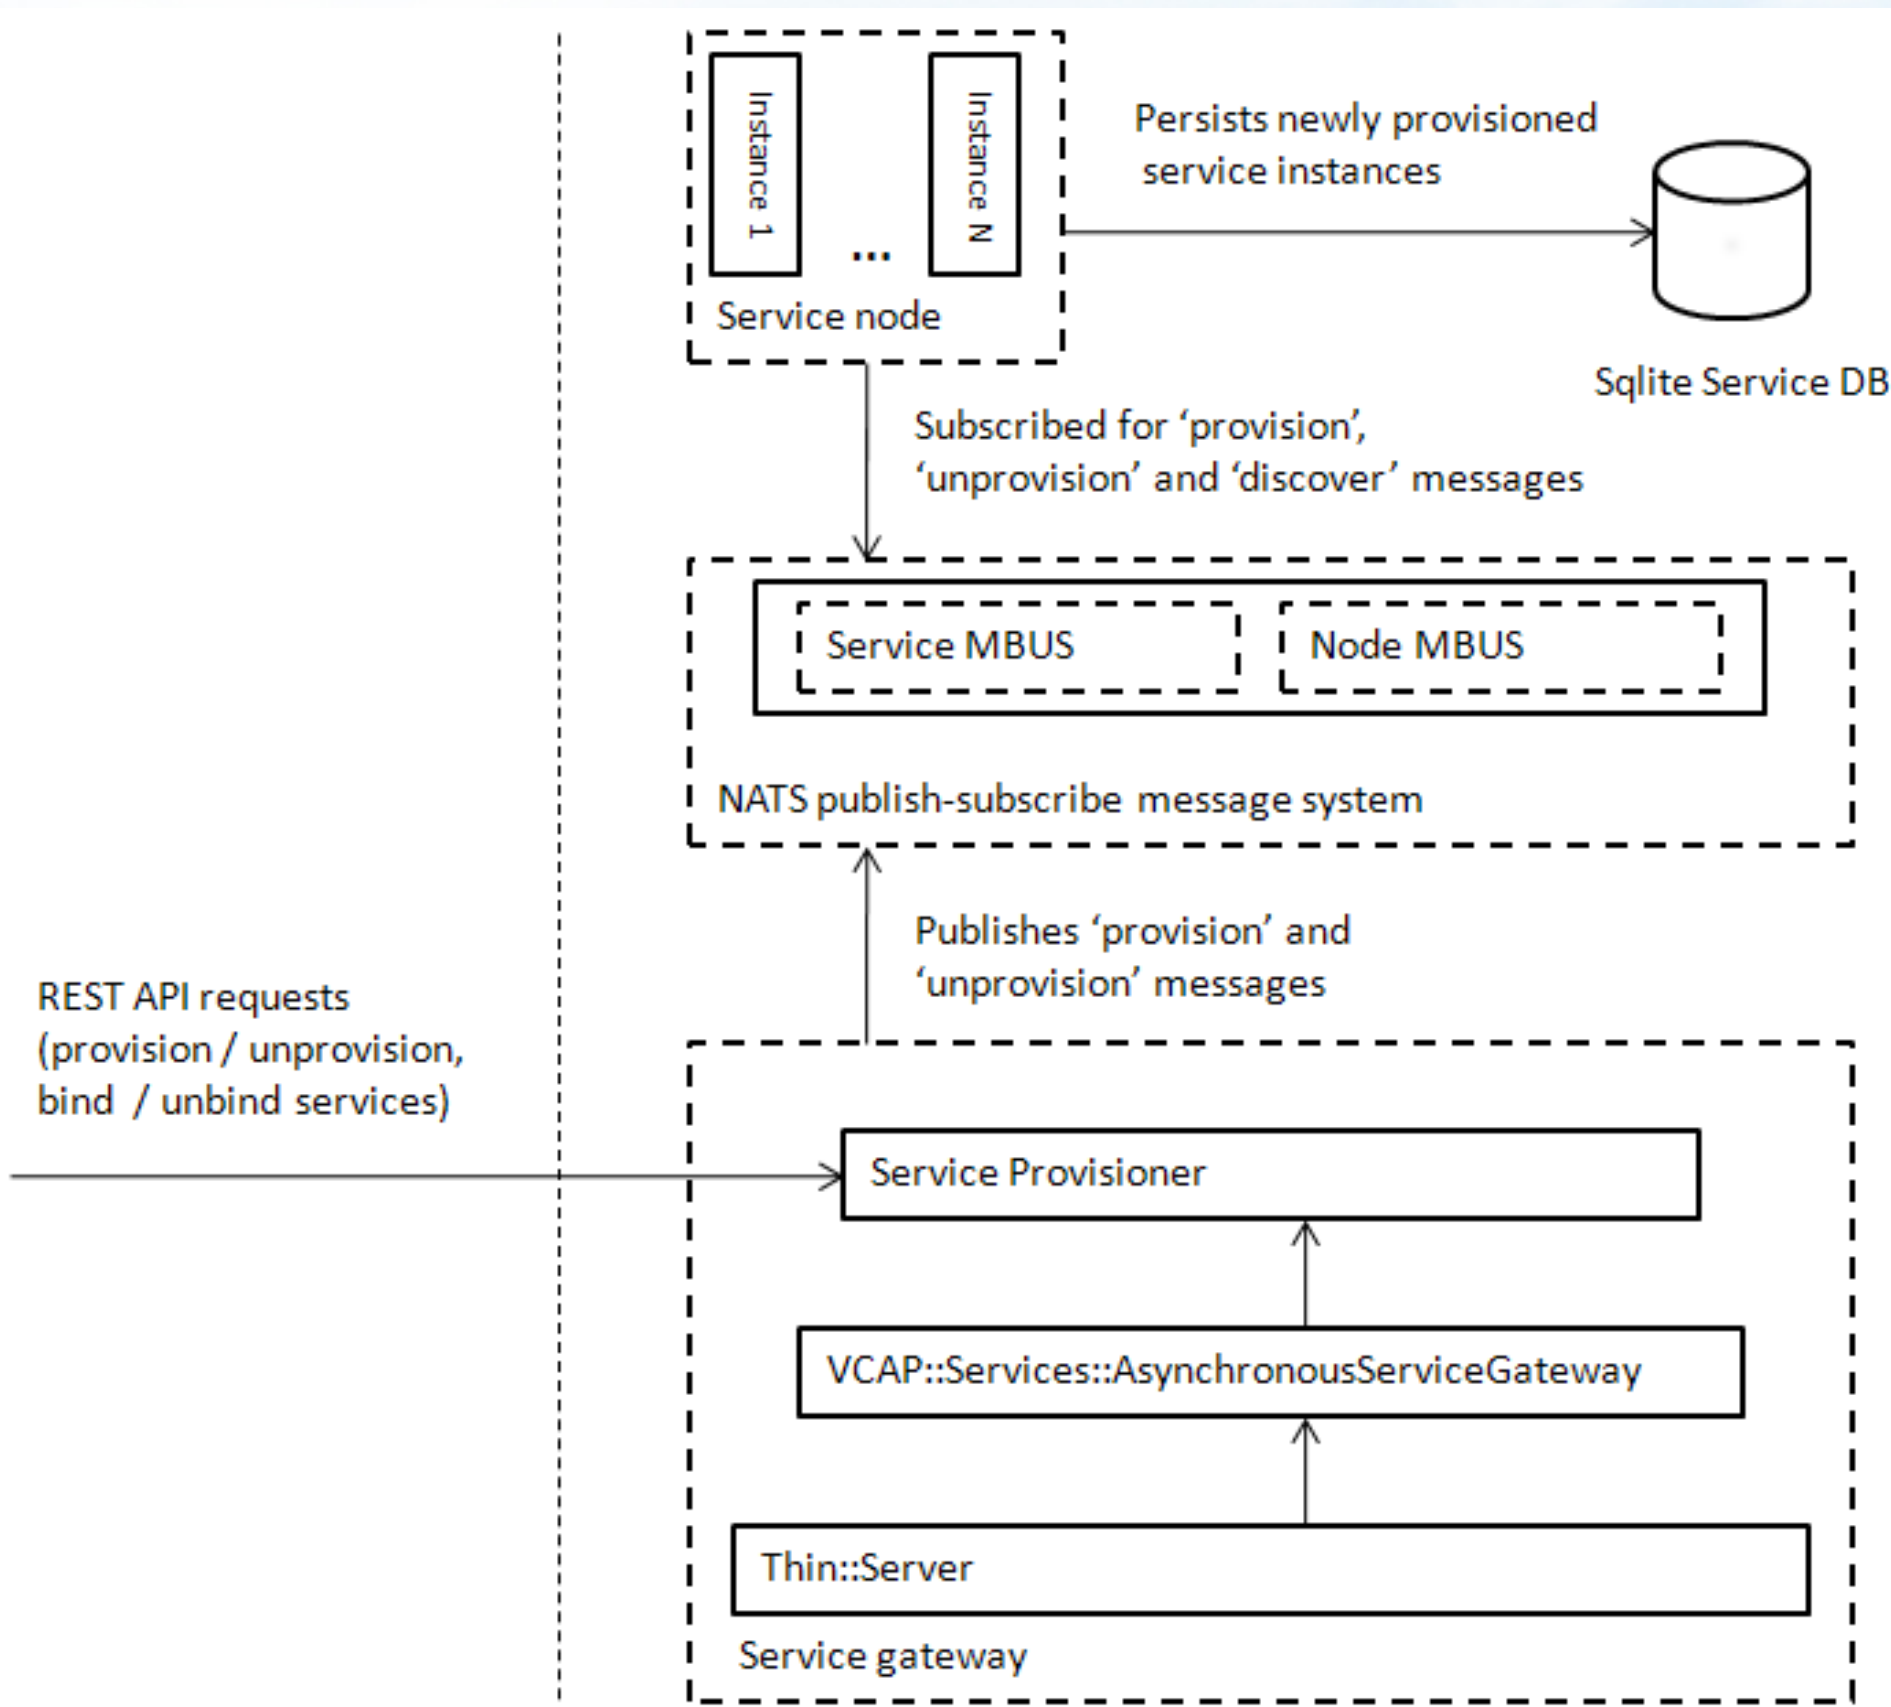 Instance 1
...
Instance N
Service node
Persists newly provisioned
service instances
Sqlite Service DB
Subscribed for ‘provision’,
‘unprovision’ and ‘discover’ messages
Service MBUS
Node MBUS
NATS publish-subscribe message system
Publishes ‘provision’ and
‘unprovision’ messages
REST API requests
(provision / unprovision,
bind / unbind services)
Service Provisioner
VCAP::Services::AsynchronousServiceGateway
Thin::Server
Service gateway